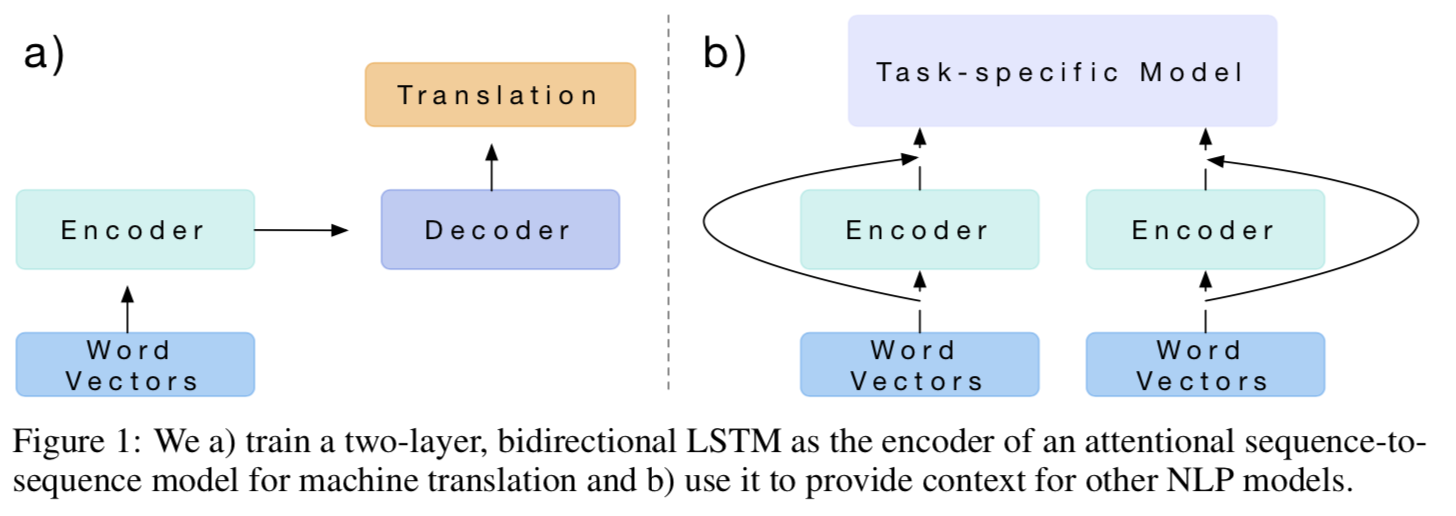 a)
Translation
Encoder
Decoder
Word
Vectors
b)
Task-specific Model
Encoder
Encoder
Word
Vectors
Word
Vectors
Figure 1: We a) train a two-layer, bidirectional LSTM as the encoder of an attentional sequence-to-
sequence model for machine translation and b) use it to provide context for other NLP models.